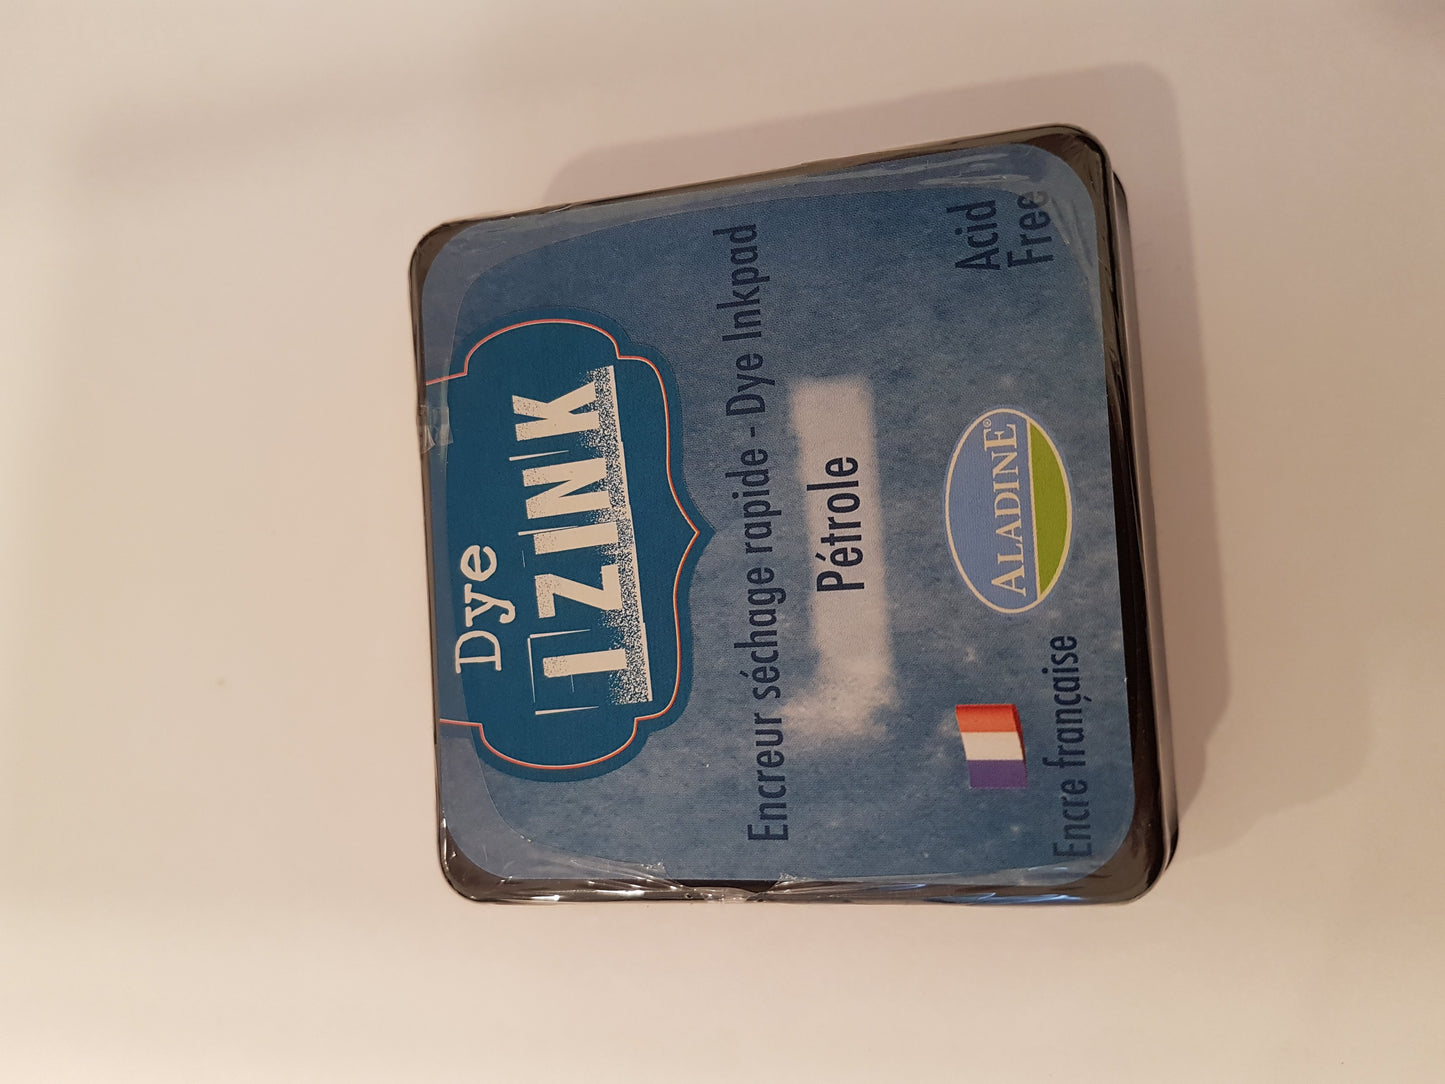 Dye
IZINK
Encreur séchage rapide - Dye Inkpad
Pétrole
ALADINE®
Acid
Free
Encre française